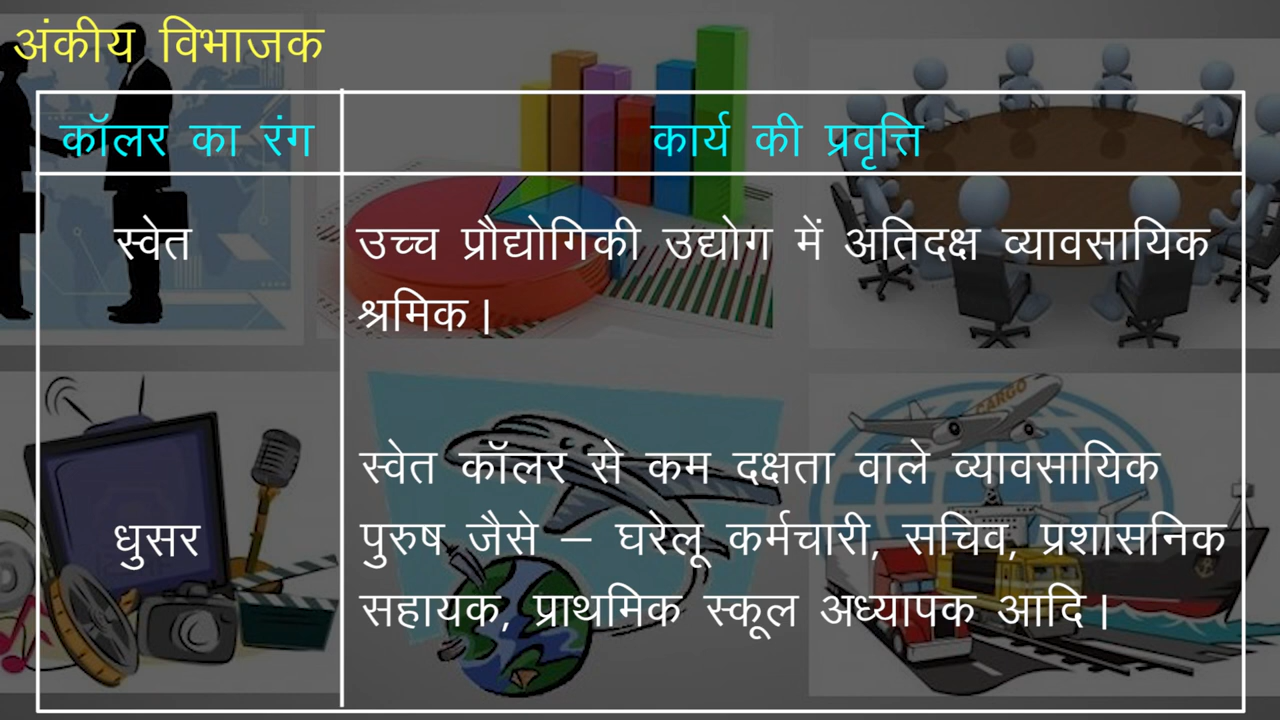 अंकीय विभाजक
कॉलर का रंग
कार्य की प्रवृत्ति
स्वेत
उच्च प्रौद्योगिकी उद्योग में अतिदक्ष व्यावसायिक
श्रमिक।
धुसर
स्वेत कॉलर से कम दक्षता वाले व्यावसायिक
पुरुष जैसे – घरेलू कर्मचारी, सचिव, प्रशासनिक
सहायक, प्राथमिक स्कूल अध्यापक आदि।
CARGO